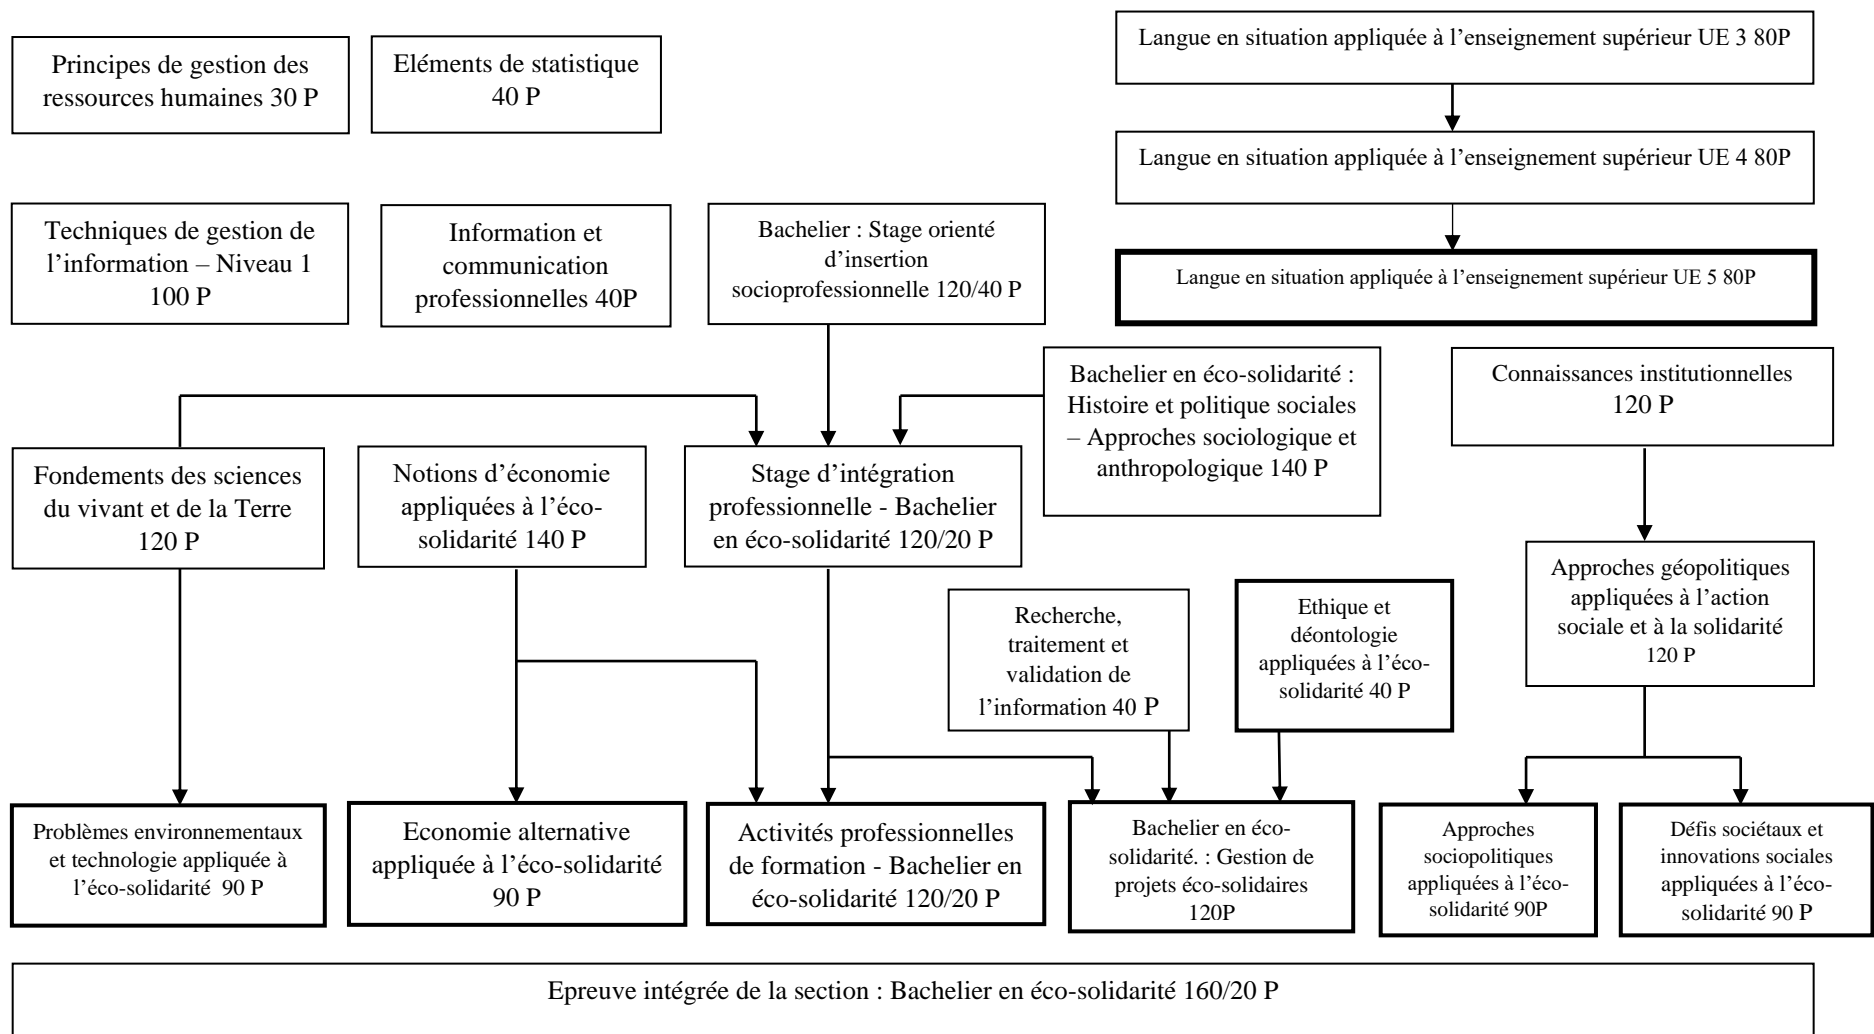 Principes de gestion des
ressources humaines 30 P
Eléments de statistique
40 P
Langue en situation appliquée à l’enseignement supérieur UE 3 80P
Langue en situation appliquée à l’enseignement supérieur UE 4 80P
Techniques de gestion de
l’information – Niveau 1
100 P
Information et
communication
professionnelles 40P
Bachelier : Stage orienté
d’insertion
socioprofessionnelle 120/40 P
Langue en situation appliquée à l’enseignement supérieur UE 5 80P
Bachelier en éco-solidarité :
Histoire et politique sociales
– Approches sociologique et
anthropologique 140 P
Connaissances institutionnelles
120 P
Fondements des sciences
du vivant et de la Terre
120 P
Notions d’économie
appliquées à l’éco-
solidarité 140 P
Stage d’intégration
professionnelle - Bachelier
en éco-solidarité 120/20 P
Approches géopolitiques
appliquées à l’action
sociale et à la solidarité
120 P
Recherche,
traitement et
validation de
l’information 40 P
Ethique et
déontologie
appliquées à l’éco-
solidarité 40 P
Problèmes environnementaux
et technologie appliquée à
l’éco-solidarité 90 P
Economie alternative
appliquée à l’éco-solidarité
90 P
Activités professionnelles
de formation - Bachelier en
éco-solidarité 120/20 P
Bachelier en éco-
solidarité. : Gestion de
projets éco-solidaires
120P
Approches
sociopolitiques
appliquées à l’éco-
solidarité 90P
Défis sociétaux et
innovations sociales
appliquées à l’éco-
solidarité 90 P
Epreuve intégrée de la section : Bachelier en éco-solidarité 160/20 P